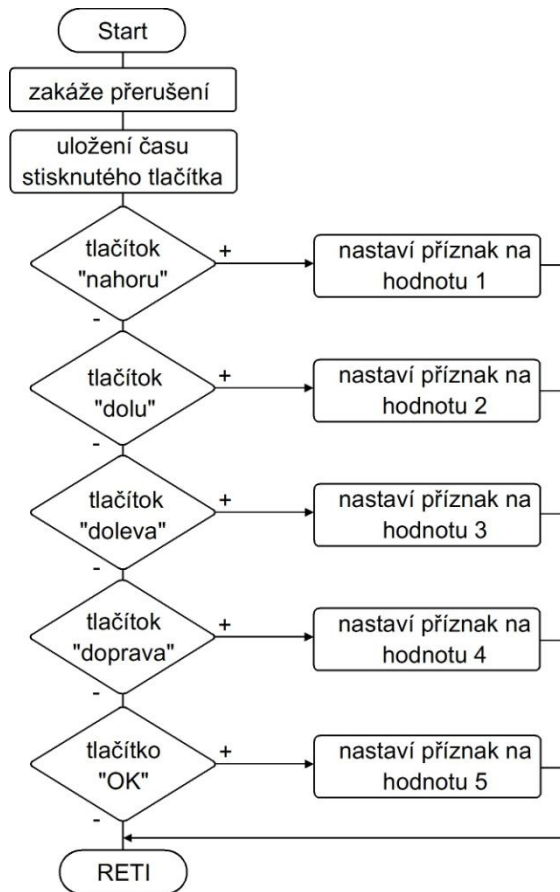 Start
zakáže přerušení
uložení času
stisknutého tlačítka
tlačítok
"nahoru"
+
-
nastaví příznak na
hodnotu 1
tlačítok
"dolu"
+
-
nastaví příznak na
hodnotu 2
tlačítok
"doleva"
+
-
nastaví příznak na
hodnotu 3
tlačítok
"doprava"
+
-
nastaví příznak na
hodnotu 4
tlačítko
"OK"
+
-
nastaví příznak na
hodnotu 5
RETI